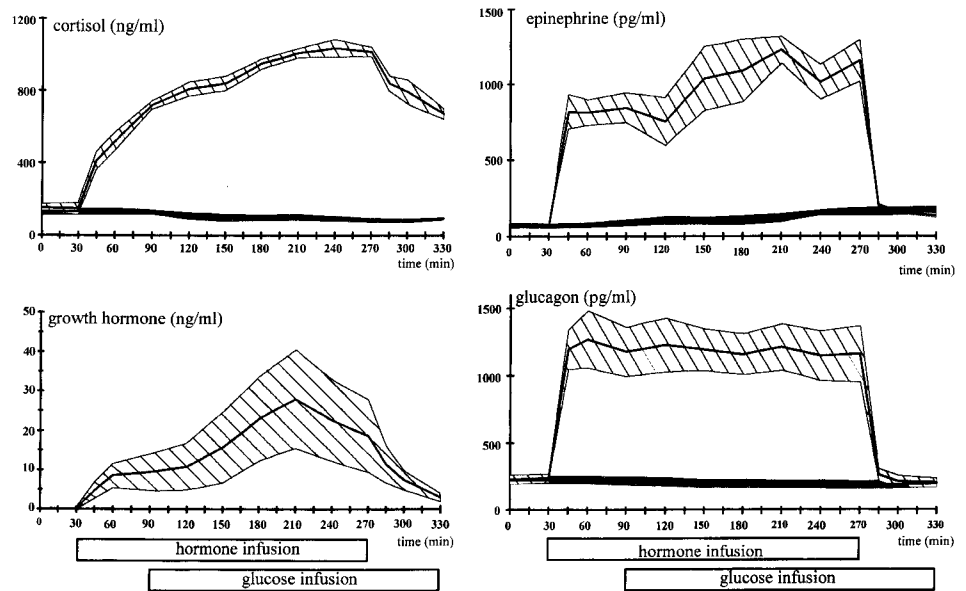 cortisol (ng/ml)
1200
800
400
0
0 30 60 90 120 150 180 210 240 270 300 330
time (min)
epinephrine (pg/ml)
1500
1000
500
0
0 30 60 90 120 150 180 210 240 270 300 330
time (min)
growth hormone (ng/ml)
50
40
30
20
10
0
0 30 60 90 120 150 180 210 240 270 300 330
time (min)
hormone infusion
glucose infusion
glucagon (pg/ml)
1500
1000
500
0
0 30 60 90 120 150 180 210 240 270 300 330
time (min)
hormone infusion
glucose infusion